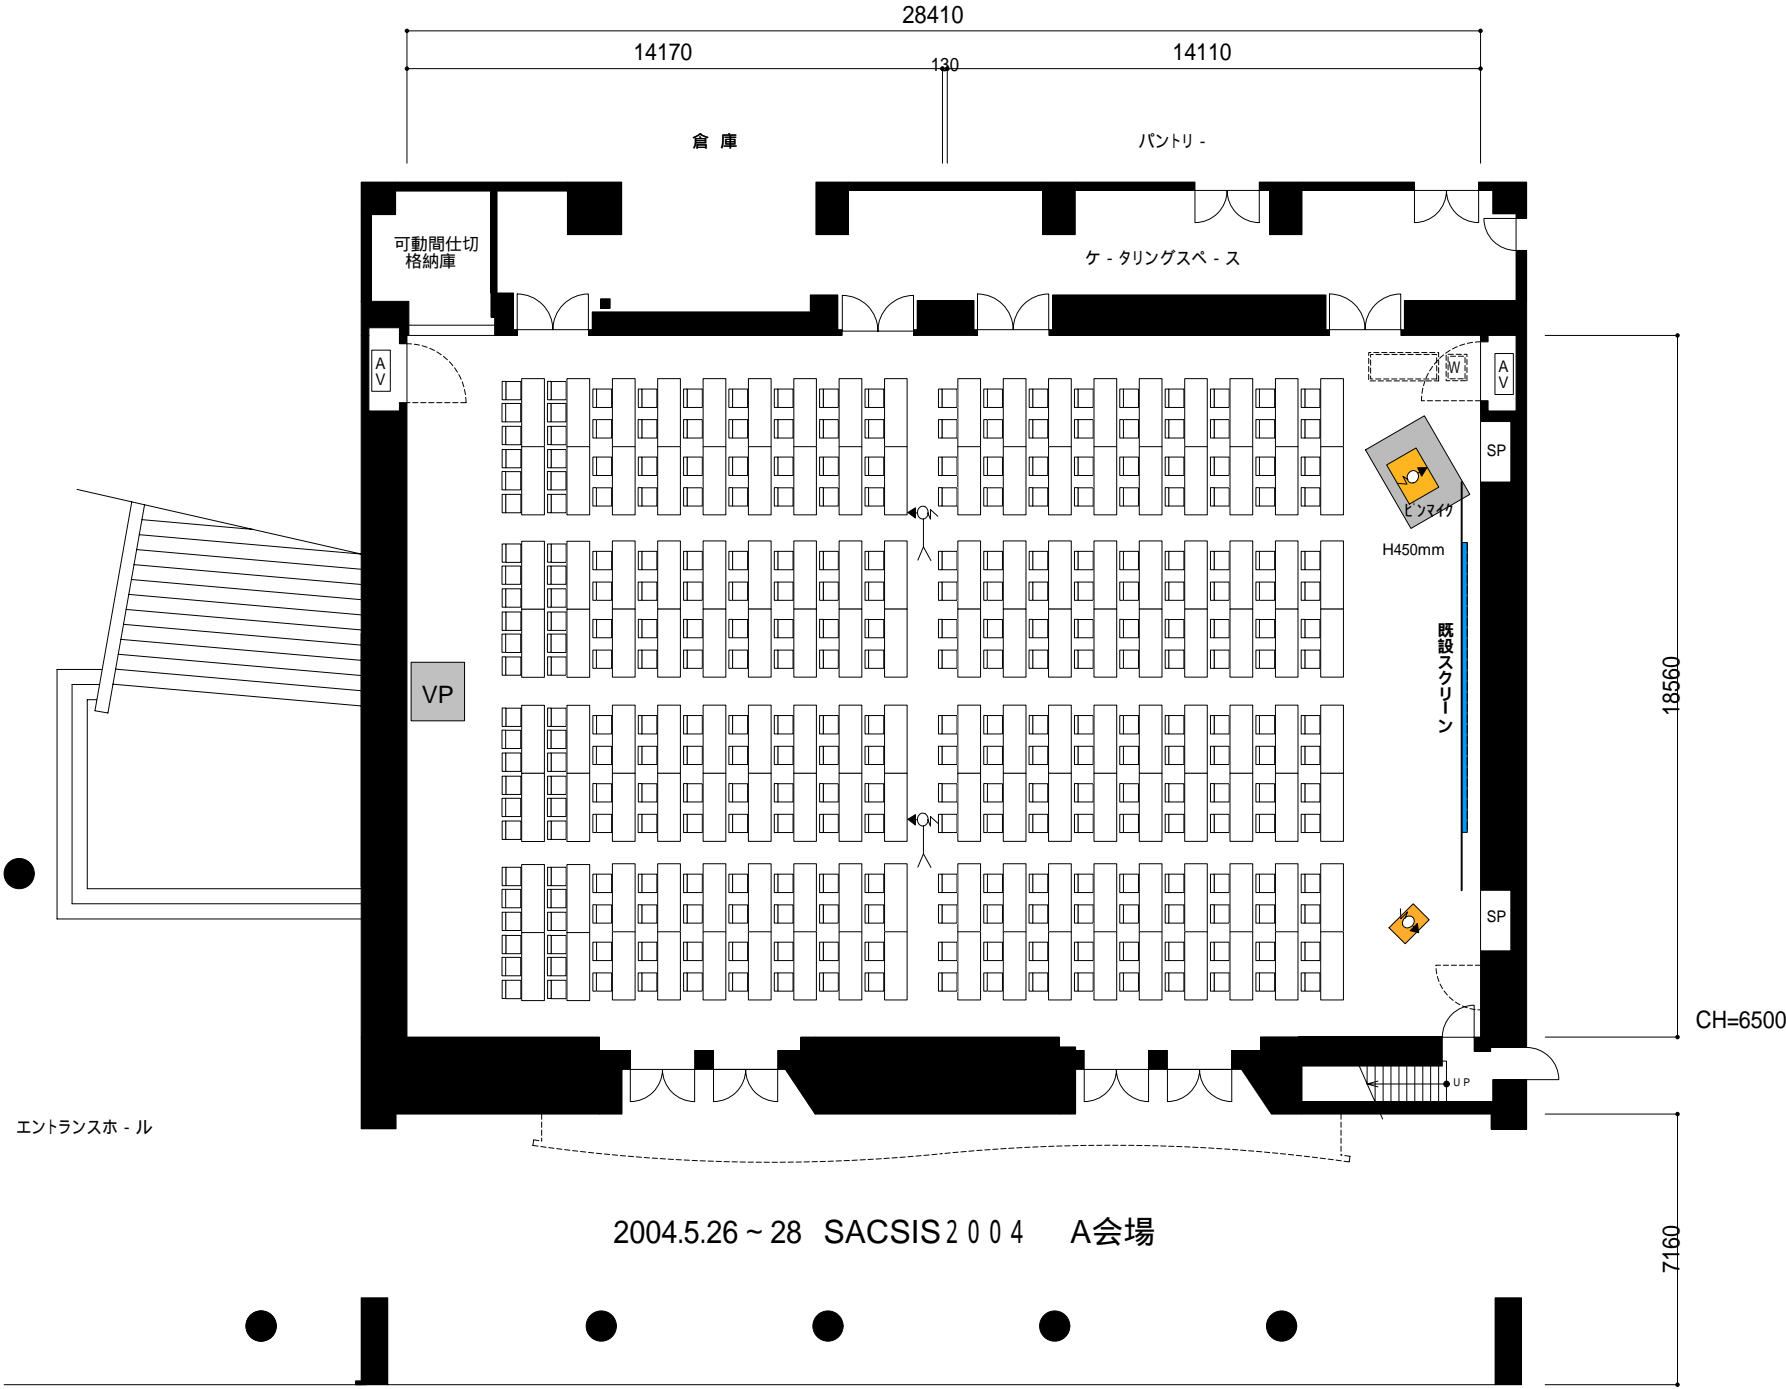 28410
14170
130
14110
倉 庫
パントリ-
可動間仕切
格納庫
ケ-タリングスペ-ス
AV
W
AV
SP
ピンマイク
H450mm
既設スクリーン
VP
18560
SP
CH=6500
UP
エントランスホ-ル
2004.5.26~28 SACSIS2004 A会場
7160